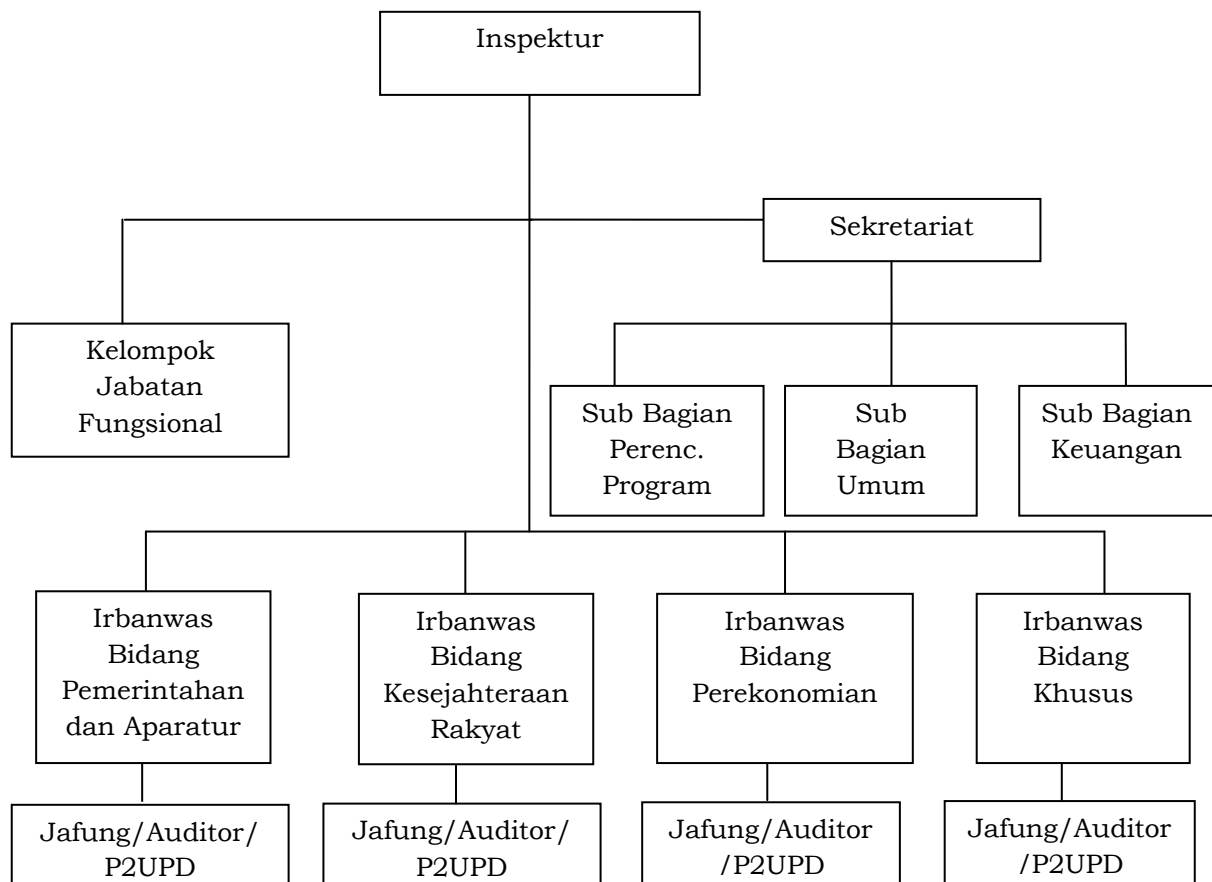 Inspektur
Sekretariat
Kelompok
Jabatan
Fungsional
Sub Bagian
Perenc.
Program
Sub
Bagian
Umum
Sub Bagian
Keuangan
Irbanwas
Bidang
Pemerintahan
dan Aparatur
Irbanwas
Bidang
Kesejahteraan
Rakyat
Irbanwas
Bidang
Perekonomian
Irbanwas
Bidang
Khusus
Jafung/Auditor/
P2UPD
Jafung/Auditor/
P2UPD
Jafung/Auditor
/P2UPD
Jafung/Auditor
/P2UPD